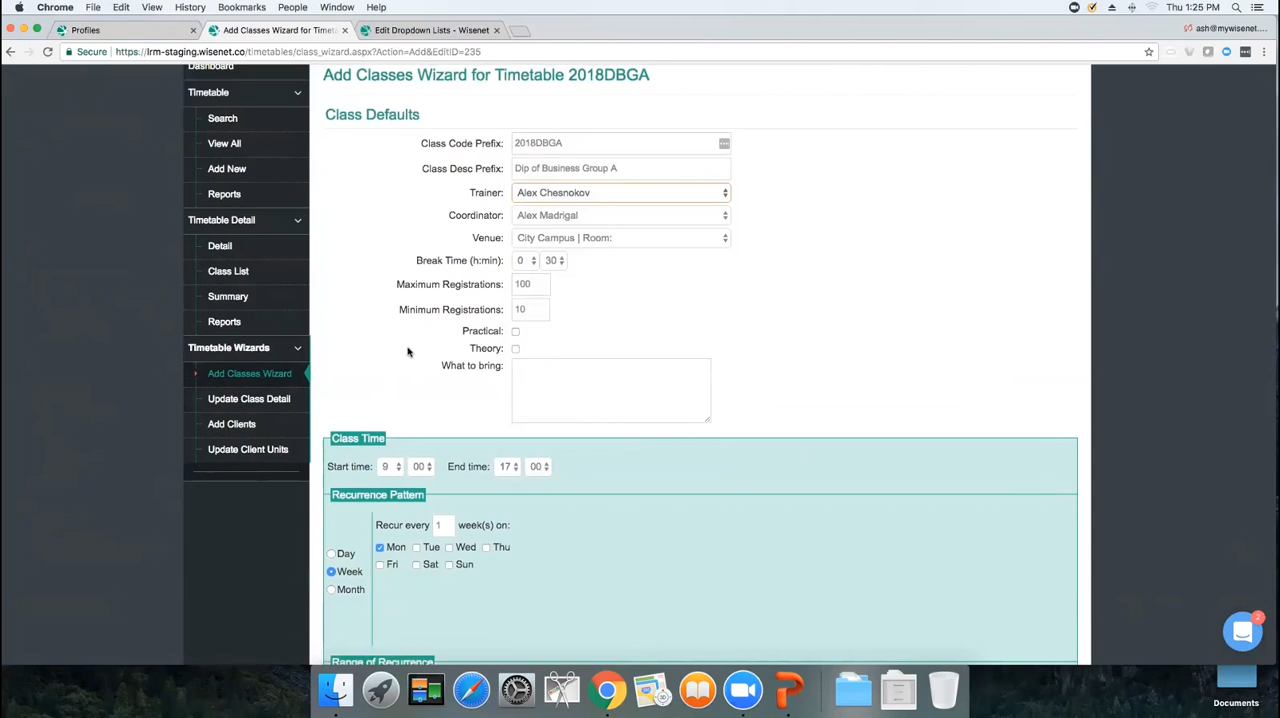 Chrome File Edit View History Bookmarks People Window Help
Thu 1:25 PM
Profiles
Add Classes Wizard for Timeta
Edit Dropdown Lists - Wisenet
ash@mywisenet....
Secure https://lrm-staging.wisenet.co/timetables/class_wizard.aspx?Action=Add&EditID=235
Dashboard
Timetable
Search
View All
Add New
Reports
Timetable Detail
Detail
Class List
Summary
Reports
Timetable Wizards
Add Classes Wizard
Update Class Detail
Add Clients
Update Client Units
Add Classes Wizard for Timetable 2018DBGA
Class Defaults
Class Code Prefix: 2018DBGA
Class Desc Prefix: Dip of Business Group A
Trainer: Alex Chesnokov
Coordinator: Alex Madrigal
Venue: City Campus | Room:
Break Time (h:min): 0 30
Maximum Registrations: 100
Minimum Registrations: 10
Practical:
Theory:
What to bring:
Class Time
Start time: 9 00 End time: 17 00
Recurrence Pattern
Recur every 1 week(s) on:
Mon Tue Wed Thu
Fri Sat Sun
Day
Week
Month
Range of Recurrence
2
Documents